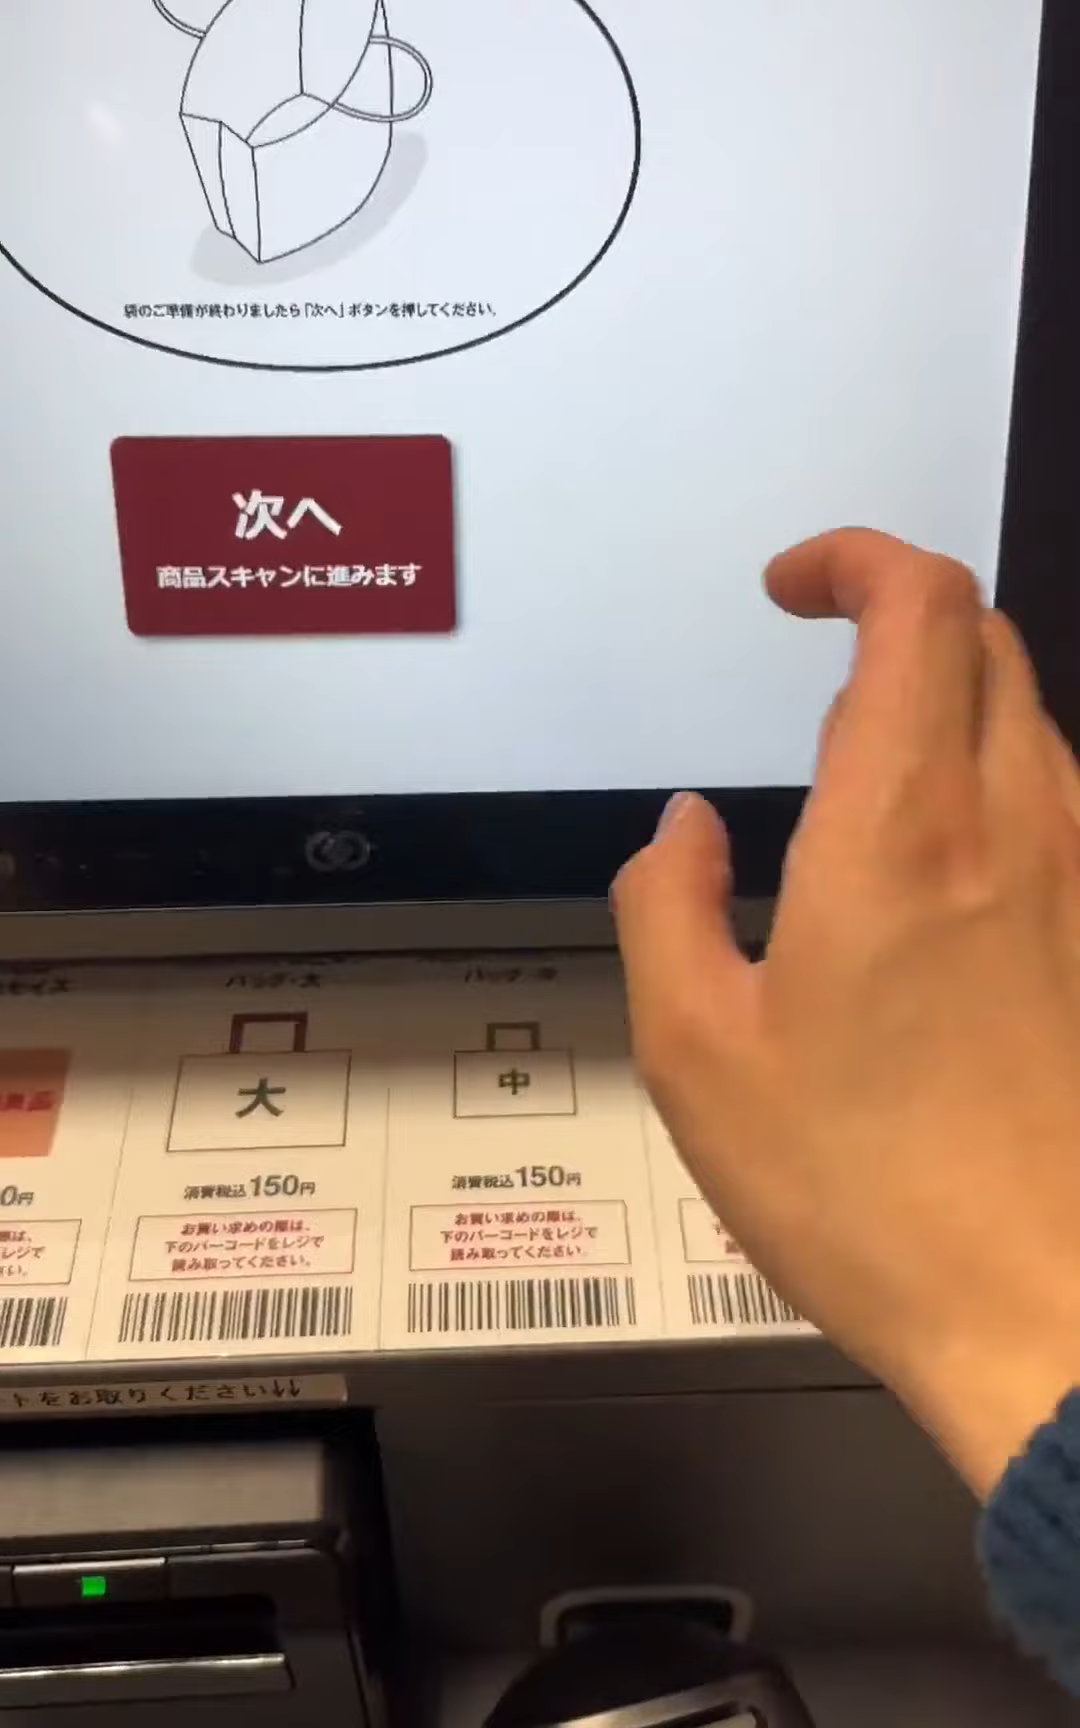 袋のご準備が終わりましたら「次へ」ボタンを押してください。
次へ
商品スキャンに進みます
バッグ・大
バッグ・中
大
中
消費税込150円
消費税込150円
0円
お買い求めの際は、
下のバーコードをレジで
読み取ってください。
お買い求めの際は、
下のバーコードをレジで
読み取ってください。
際は、
レジで
さい。
トをお取りください↓↓